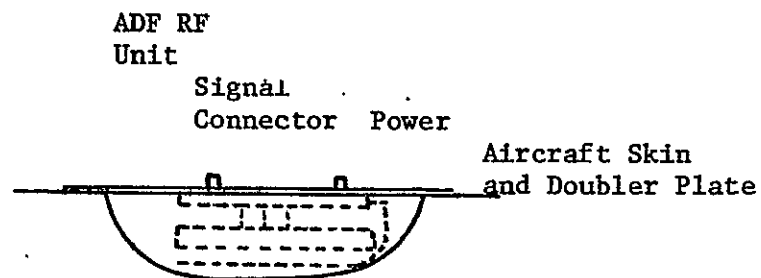 ADF RF
Unit
Signal
Connector Power
Aircraft Skin
and Doubler Plate